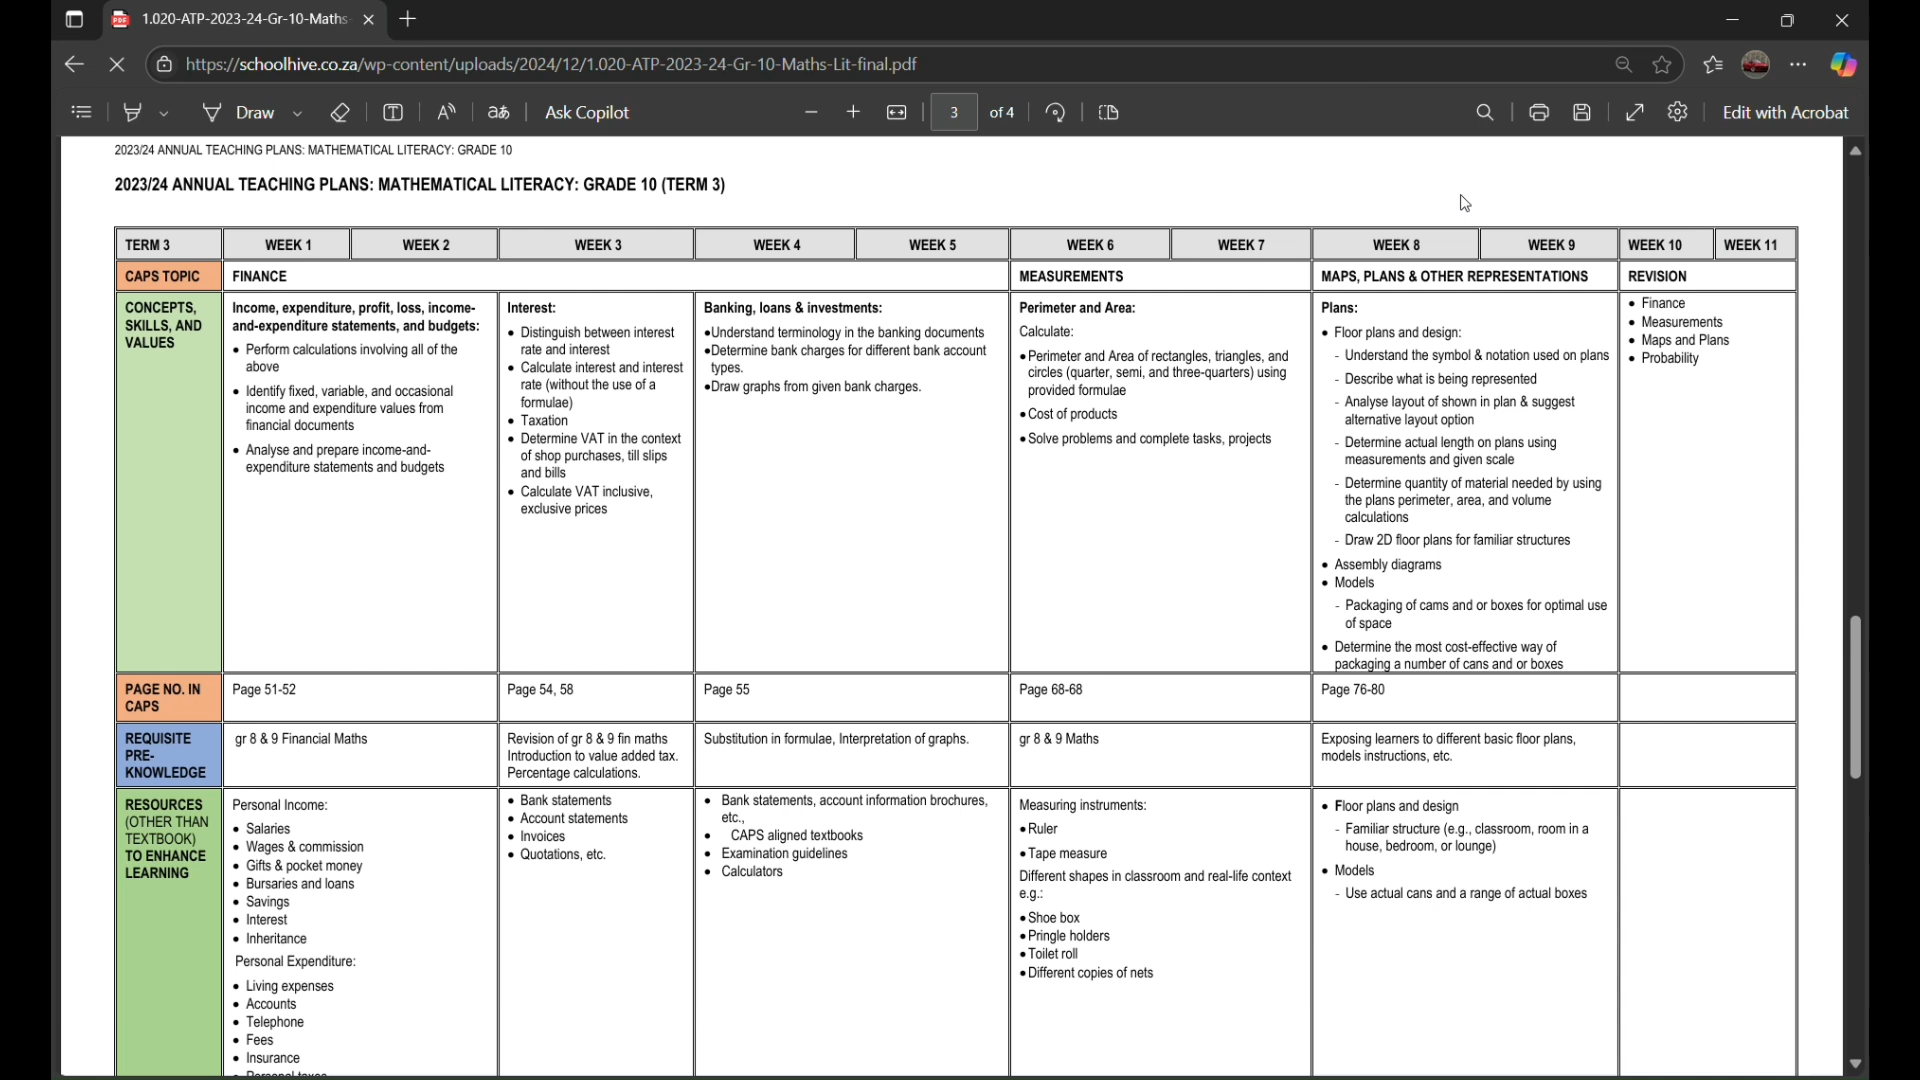 1.020-ATP-2023-24-Gr-10-Maths-
https://schoolhive.co.za/wp-content/uploads/2024/12/1.020-ATP-2023-24-Gr-10-Maths-Lit-final.pdf
Draw
Ask Copilot
3 of 4
Edit with Acrobat
2023/24 ANNUAL TEACHING PLANS: MATHEMATICAL LITERACY: GRADE 10
2023/24 ANNUAL TEACHING PLANS: MATHEMATICAL LITERACY: GRADE 10 (TERM 3)
TERM 3 WEEK 1 WEEK 2 WEEK 3 WEEK 4 WEEK 5 WEEK 6 WEEK 7 WEEK 8 WEEK 9 WEEK 10 WEEK 11
CAPS TOPIC FINANCE MEASUREMENTS MAPS, PLANS & OTHER REPRESENTATIONS REVISION
CONCEPTS,
SKILLS, AND
VALUES
Income, expenditure, profit, loss, income-
and-expenditure statements, and budgets:
• Perform calculations involving all of the
above
• Identify fixed, variable, and occasional
income and expenditure values from
financial documents
• Analyse and prepare income-and-
expenditure statements and budgets
Interest:
• Distinguish between interest
rate and interest
• Calculate interest and interest
rate (without the use of a
formulae)
• Taxation
• Determine VAT in the context
of shop purchases, till slips
and bills
• Calculate VAT inclusive,
exclusive prices
Banking, loans & investments:
•Understand terminology in the banking documents
•Determine bank charges for different bank account
types.
•Draw graphs from given bank charges.
Perimeter and Area:
Calculate:
•Perimeter and Area of rectangles, triangles, and
circles (quarter, semi, and three-quarters) using
provided formulae
•Cost of products
•Solve problems and complete tasks, projects
Plans:
• Floor plans and design:
- Understand the symbol & notation used on plans
- Describe what is being represented
- Analyse layout of shown in plan & suggest
alternative layout option
- Determine actual length on plans using
measurements and given scale
- Determine quantity of material needed by using
the plans perimeter, area, and volume
calculations
- Draw 2D floor plans for familiar structures
• Assembly diagrams
• Models
- Packaging of cams and or boxes for optimal use
of space
• Determine the most cost-effective way of
packaging a number of cans and or boxes
• Finance
• Measurements
• Maps and Plans
• Probability
PAGE NO. IN
CAPS
Page 51-52
Page 54, 58
Page 55
Page 68-68
Page 76-80
REQUISITE
PRE-
KNOWLEDGE
gr 8 & 9 Financial Maths
Revision of gr 8 & 9 fin maths
Introduction to value added tax.
Percentage calculations.
Substitution in formulae, Interpretation of graphs.
gr 8 & 9 Maths
Exposing learners to different basic floor plans,
models instructions, etc.
RESOURCES
(OTHER THAN
TEXTBOOK)
TO ENHANCE
LEARNING
Personal Income:
• Salaries
• Wages & commission
• Gifts & pocket money
• Bursaries and loans
• Savings
• Interest
• Inheritance
Personal Expenditure:
• Living expenses
• Accounts
• Telephone
• Fees
• Insurance
• Personal taxes
• Bank statements
• Account statements
• Invoices
• Quotations, etc.
• Bank statements, account information brochures,
etc.,
• CAPS aligned textbooks
• Examination guidelines
• Calculators
Measuring instruments:
•Ruler
•Tape measure
Different shapes in classroom and real-life context
e.g.:
•Shoe box
•Pringle holders
•Toilet roll
•Different copies of nets
• Floor plans and design
- Familiar structure (e.g., classroom, room in a
house, bedroom, or lounge)
• Models
- Use actual cans and a range of actual boxes